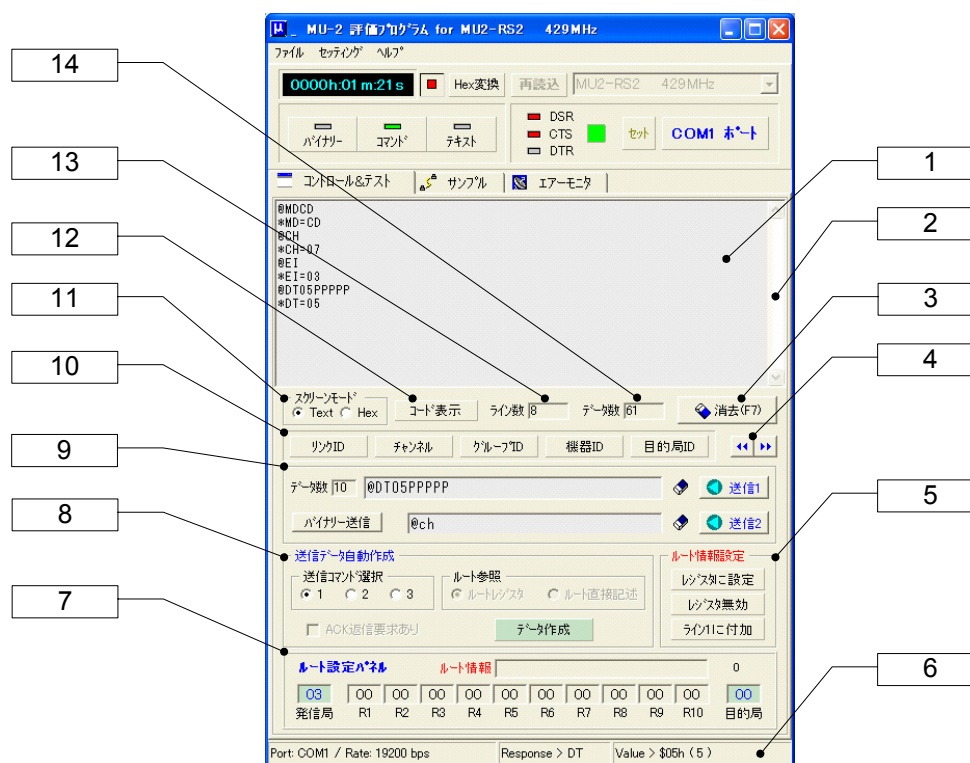 MU-2 評価ﾌﾟﾛｸﾞﾗﾑ for MU2-RS2 429MHz
ﾌｧｲﾙ ｾｯﾃｨﾝｸﾞ ﾍﾙﾌﾟ
14
0000h:01 m:21 s Hex変換 再読込 MU2-RS2 429MHz
DSR
CTS
DTR
ﾊﾞｲﾅﾘｰ ｺﾏﾝﾄﾞ ﾃｷｽﾄ
ｾｯﾄ COM1 ﾎﾟｰﾄ
13
1
ｺﾝﾄﾛｰﾙ&ﾃｽﾄ ｻﾝﾌﾟﾙ ｴｱｰﾓﾆﾀ
@MDCD
*MD=CD
@CH
*CH=07
@EI
*EI=03
@DT05PPPPP
*DT=05
2
12
11
3
10
4
ｽｸﾘｰﾝﾓｰﾄﾞ
Text Hex ｺｰﾄﾞ表示 ﾗｲﾝ数 8 ﾃﾞｰﾀ数 61 消去(F7)
ﾘﾝｸID ﾁｬﾝﾈﾙ ｸﾞﾙｰﾌﾟID 機器ID 目的局ID
9
ﾃﾞｰﾀ数 10 @DT05PPPPP 送信1
5
8
ﾊﾞｲﾅﾘｰ送信 @ch 送信2
送信ﾃﾞｰﾀ自動作成 ﾙｰﾄ情報設定
送信ｺﾏﾝﾄﾞ選択 ﾙｰﾄ参照
1 2 3 ﾙｰﾄﾚｼﾞｽﾀ ﾙｰﾄ直接記述
ﾚｼﾞｽﾀに設定
ﾚｼﾞｽﾀ無効
7
ACK返信要求あり ﾃﾞｰﾀ作成 ﾗｲﾝ1に付加
ﾙｰﾄ設定ﾊﾟﾈﾙ ﾙｰﾄ情報 0
6
03 00 00 00 00 00 00 00 00 00 00 00
発信局 R1 R2 R3 R4 R5 R6 R7 R8 R9 R10 目的局
Port: COM1 / Rate: 19200 bps Response > DT Value > $05h ( 5 )